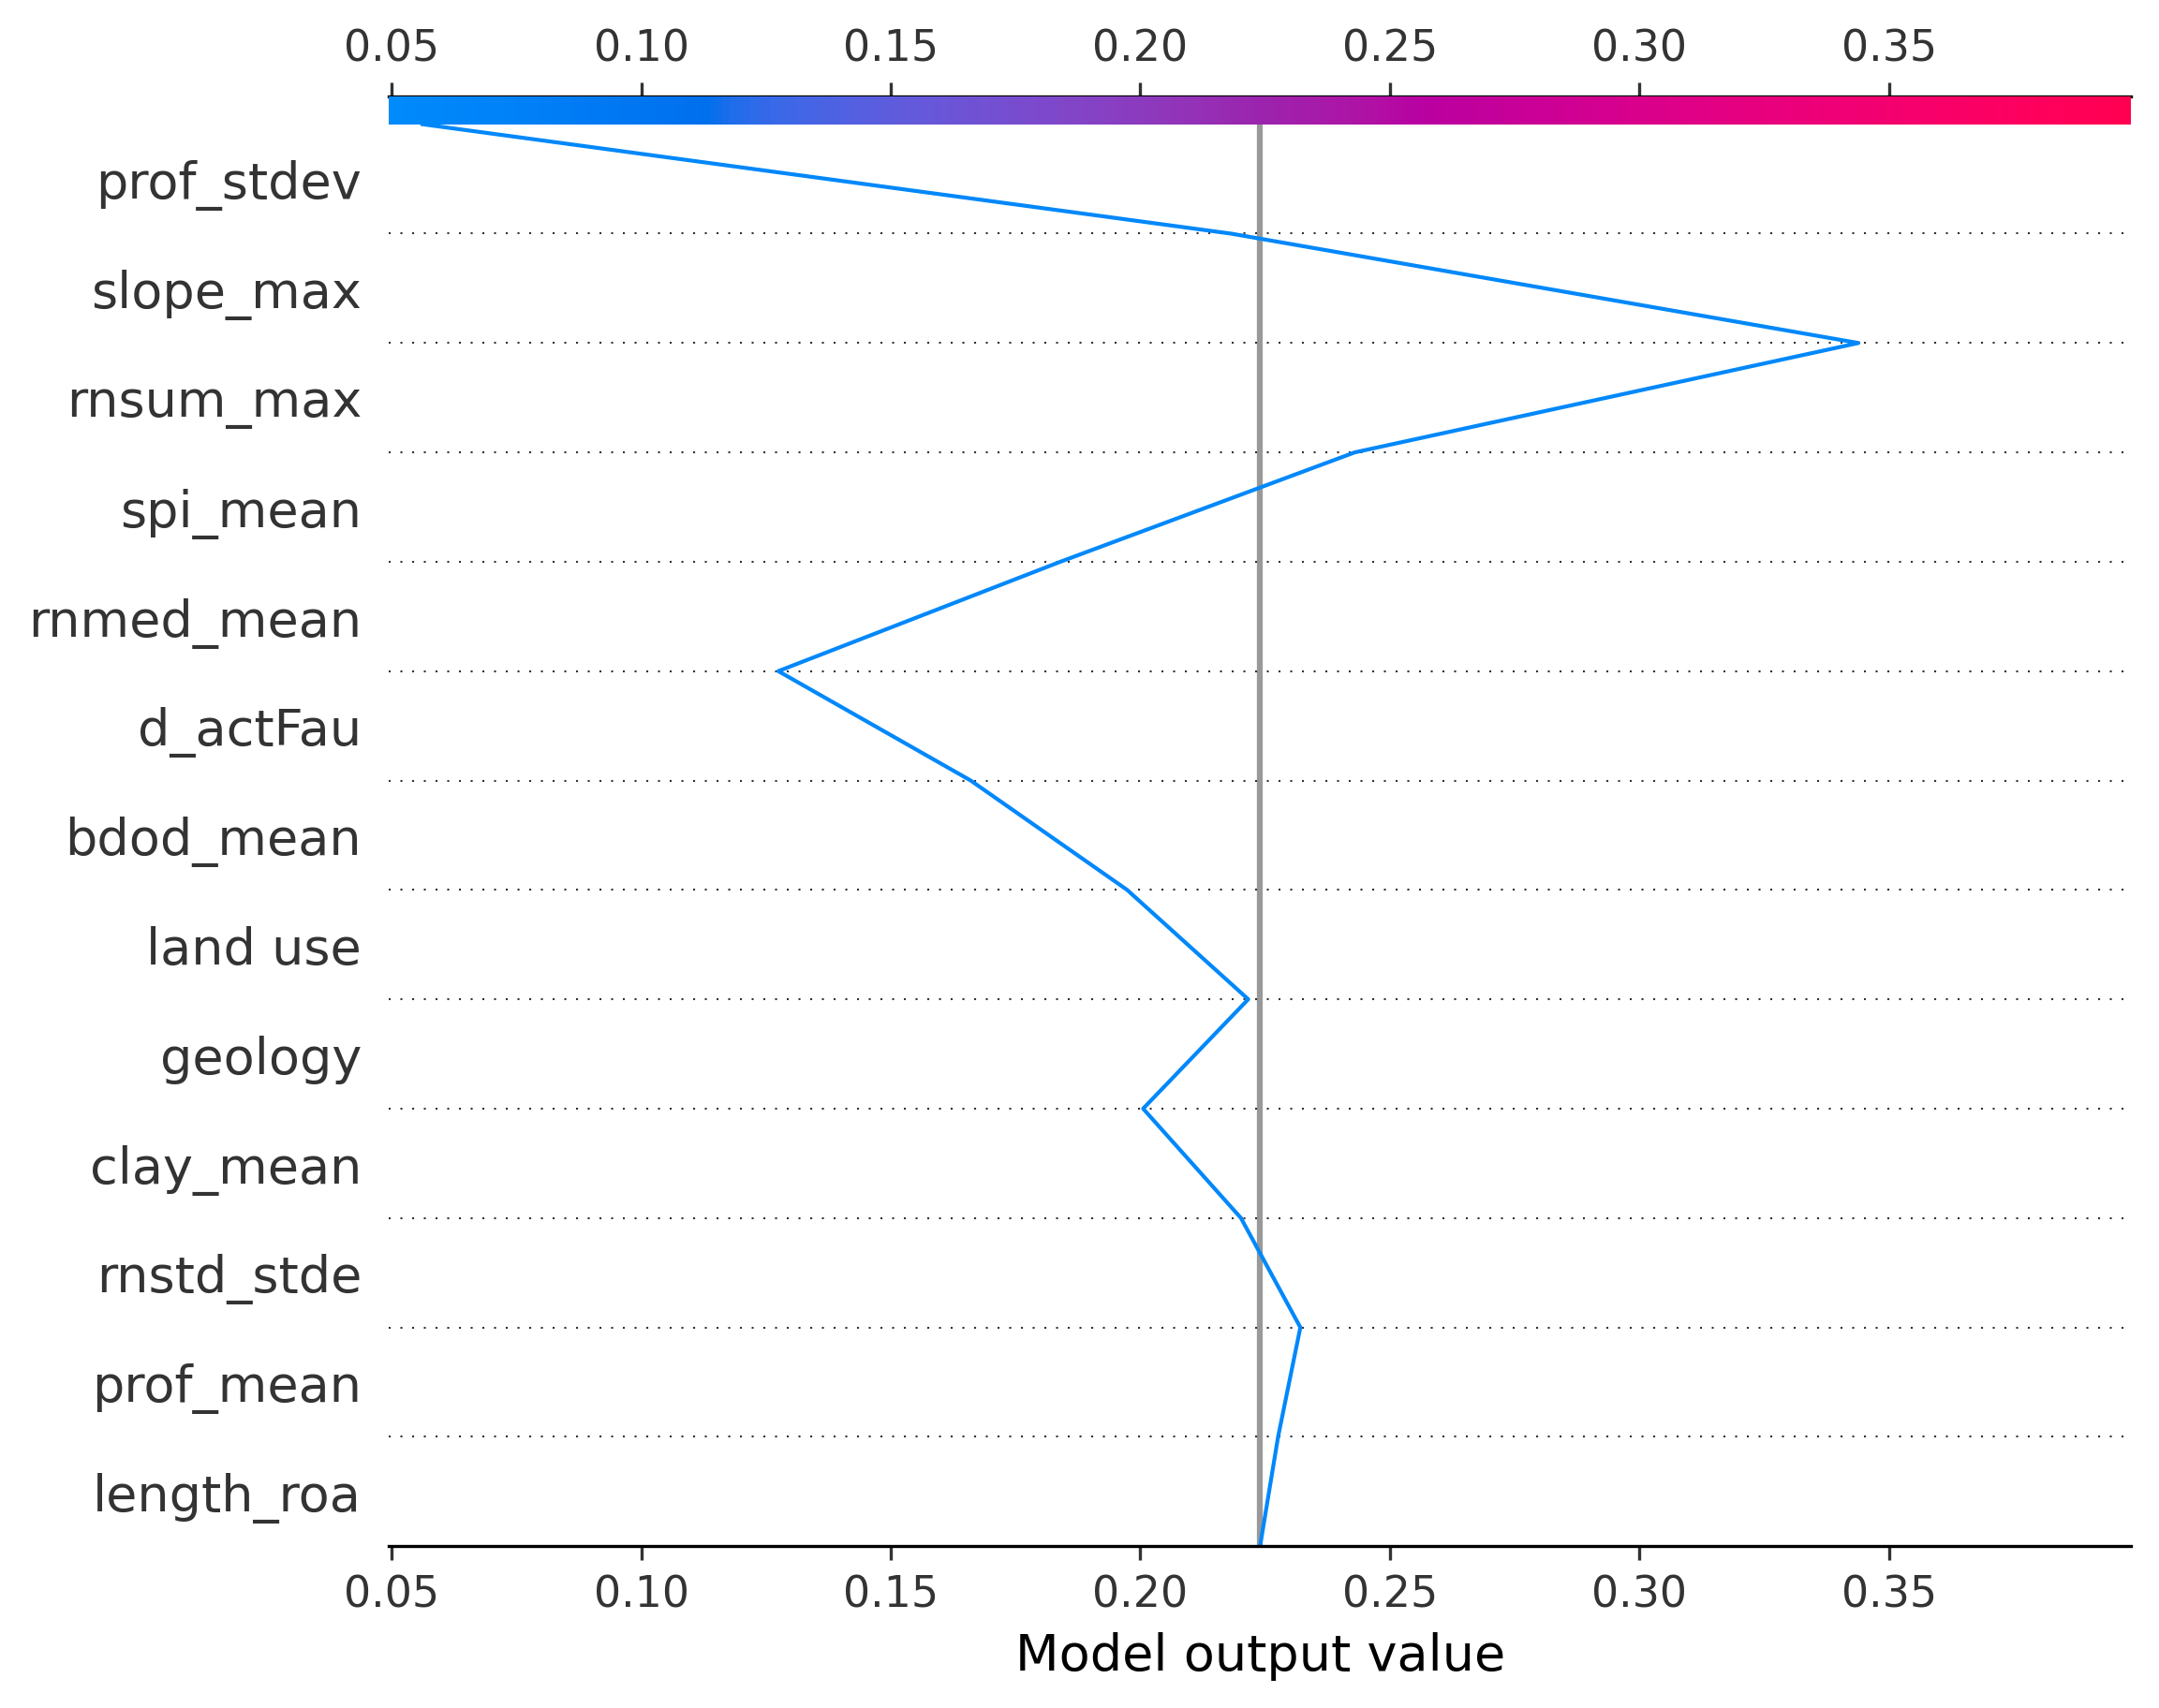 0.05 0.10 0.15 0.20 0.25 0.30 0.35
prof_stdev
slope_max
rnsum_max
spi_mean
rnmed_mean
d_actFau
bdod_mean
land use
geology
clay_mean
rnstd_stde
prof_mean
length_roa
0.05 0.10 0.15 0.20 0.25 0.30 0.35
Model output value